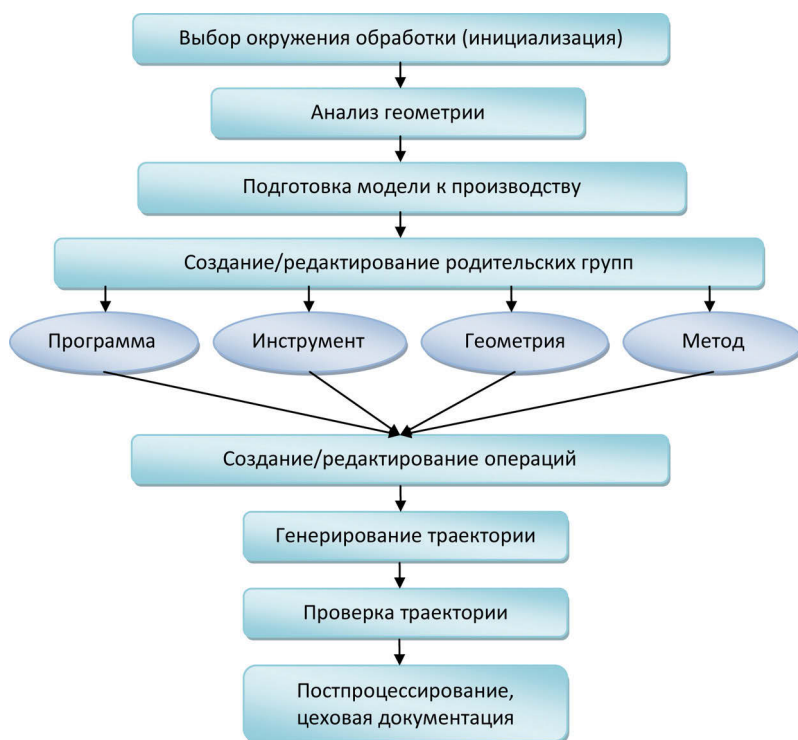 Выбор окружения обработки (инициализация)
Анализ геометрии
Подготовка модели к производству
Создание/редактирование родительских групп
Программа
Инструмент
Геометрия
Метод
Создание/редактирование операций
Генерирование траектории
Проверка траектории
Постпроцессирование,
цеховая документация